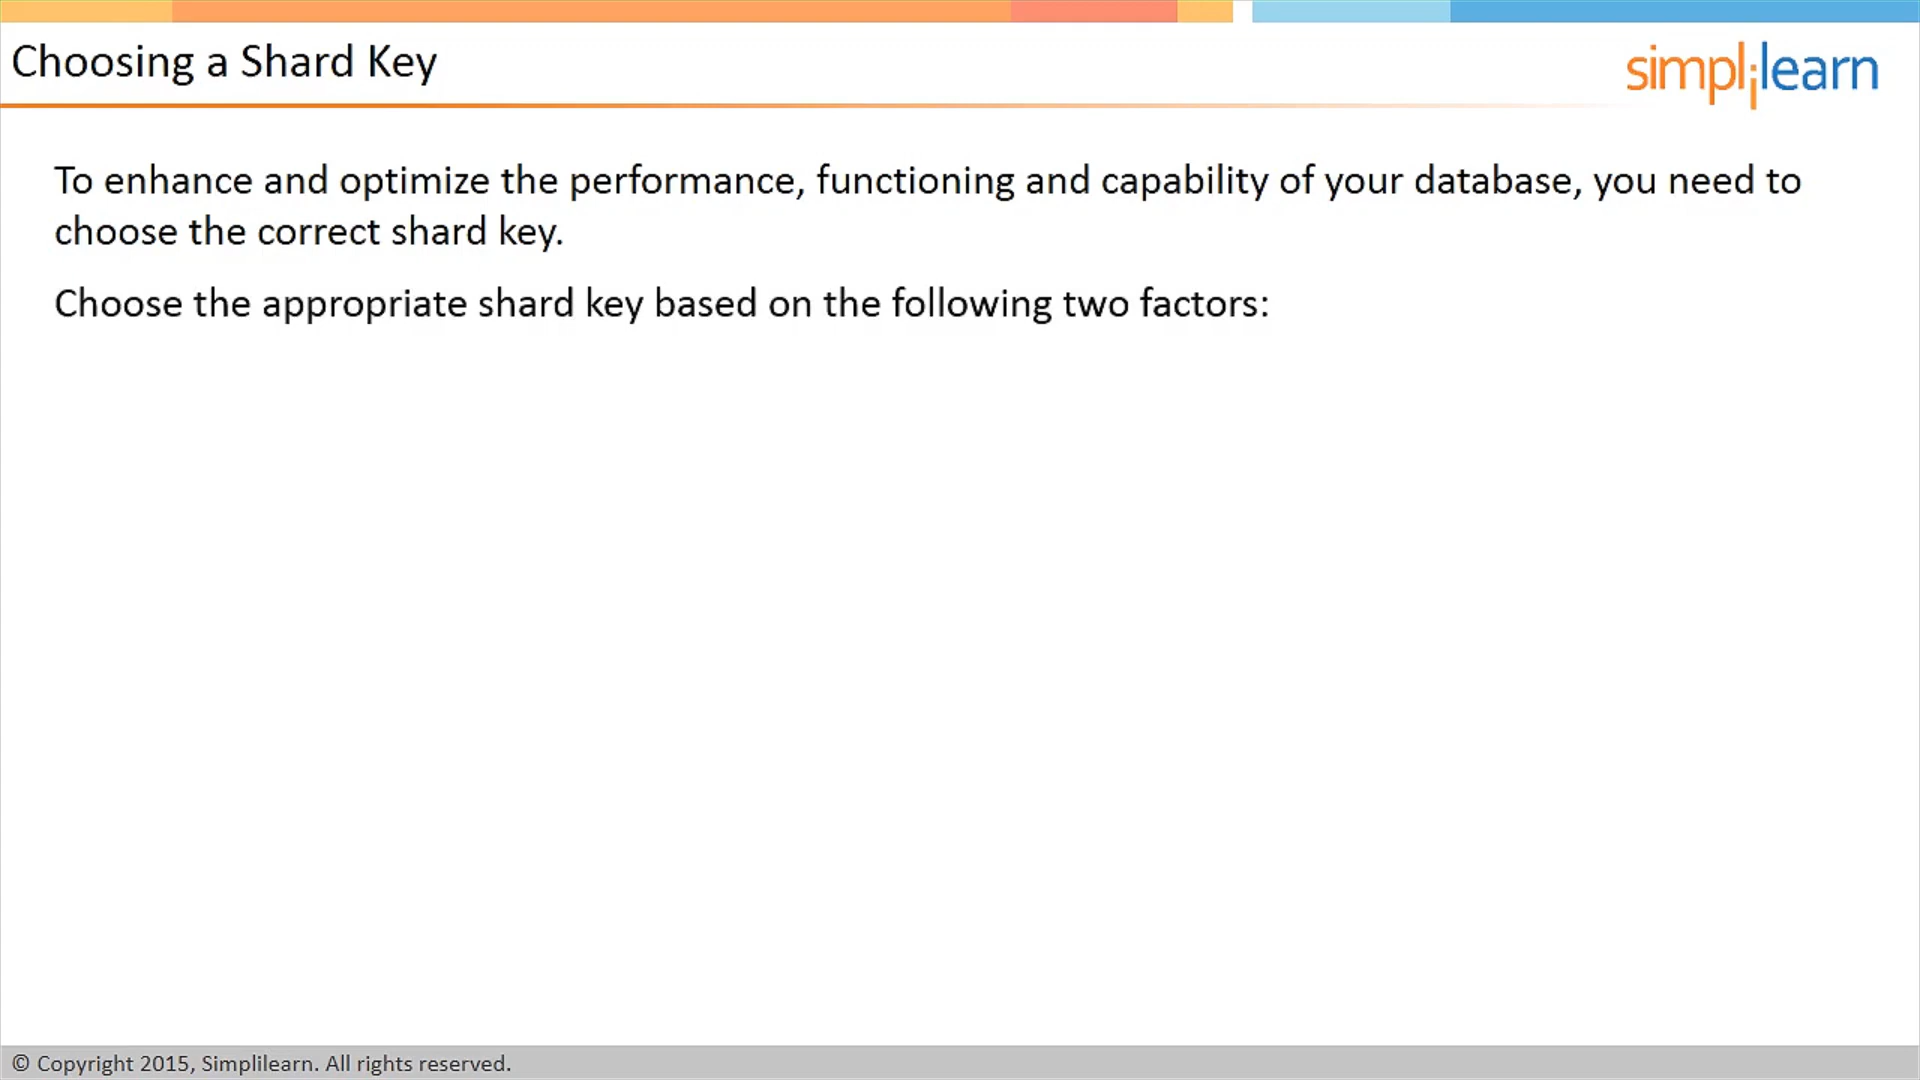 Choosing a Shard Key
simplilearn
To enhance and optimize the performance, functioning and capability of your database, you need to
choose the correct shard key.
Choose the appropriate shard key based on the following two factors:
© Copyright 2015, Simplilearn. All rights reserved.